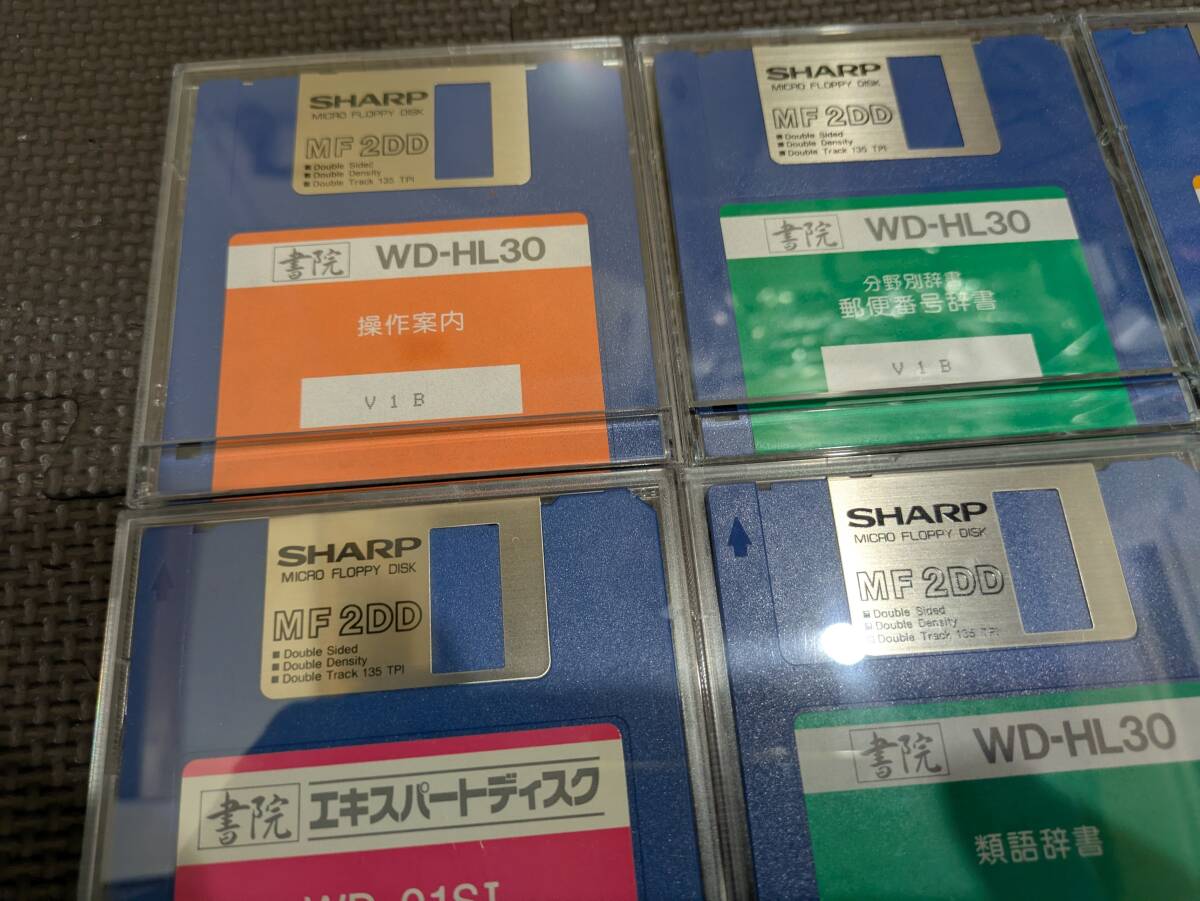 SHARP
MICRO FLOPPY DISK
MF 2DD
Double Sided
Double Density
Double Track 135 TPI
書院 WD-HL30
操作案内
V 1 B
SHARP
MICRO FLOPPY DISK
MF 2DD
Double Sided
Double Density
Double Track 135 TPI
書院 WD-HL30
分野別辞書
郵便番号辞書
V 1 B
SHARP
MICRO FLOPPY DISK
MF 2DD
Double Sided
Double Density
Double Track 135 TPI
書院 エキスパートディスク
WD-01SI
SHARP
MICRO FLOPPY DISK
MF 2DD
Double Sided
Double Density
Double Track 135 TPI
書院 WD-HL30
類語辞書